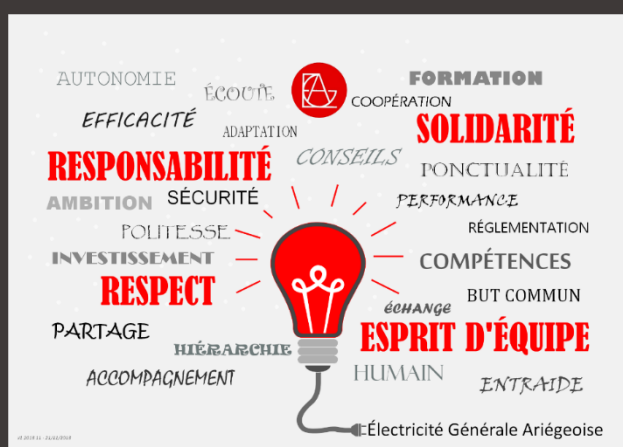 AUTONOMIE
ÉCOUTE
FORMATION
COOPÉRATION
EFFICACITÉ
ADAPTATION
SOLIDARITÉ
RESPONSABILITÉ
CONSEILS
PONCTUALITÉ
AMBITION
SÉCURITÉ
PERFORMANCE
POLITESSE
RÉGLEMENTATION
INVESTISSEMENT
COMPÉTENCES
RESPECT
BUT COMMUN
ÉCHANGE
PARTAGE
ESPRIT D'ÉQUIPE
HIÉRARCHIE
ACCOMPAGNEMENT
HUMAIN
ENTRAIDE
Électricité Générale Ariégeoise